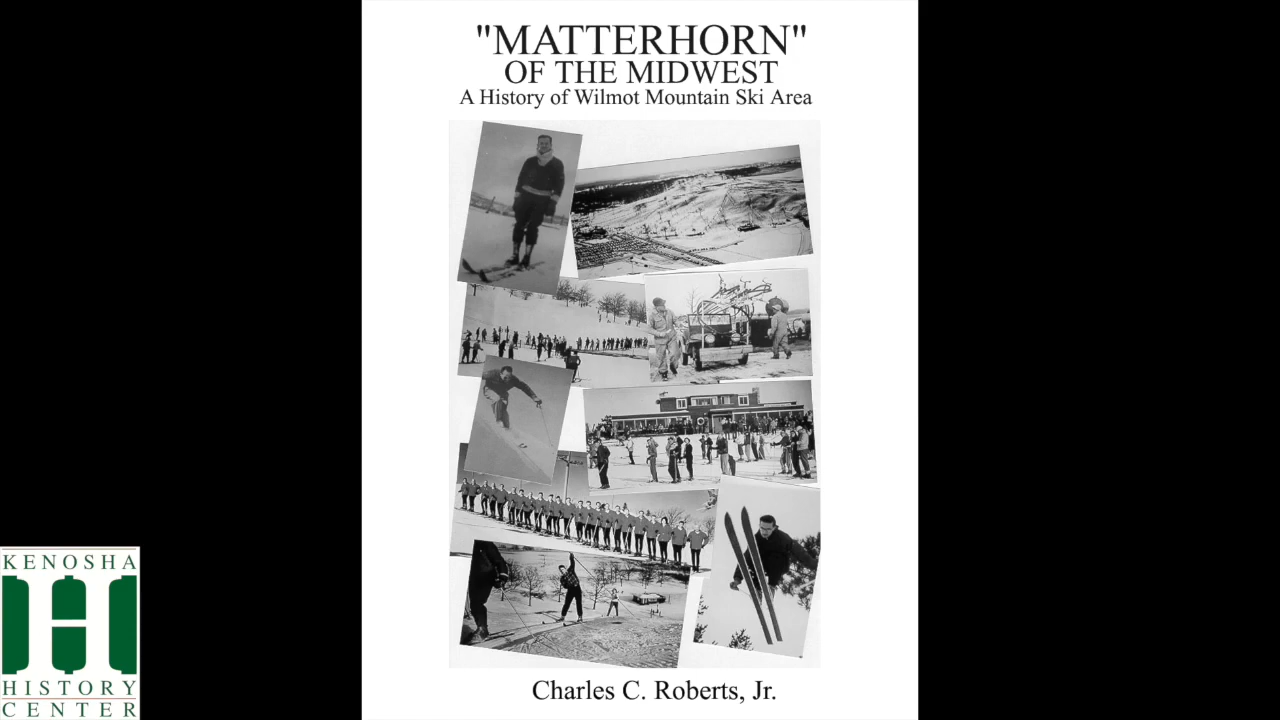 "MATTERHORN"
OF THE MIDWEST
A History of Wilmot Mountain Ski Area
Charles C. Roberts, Jr.
KENOSHA
H
HISTORY
CENTER